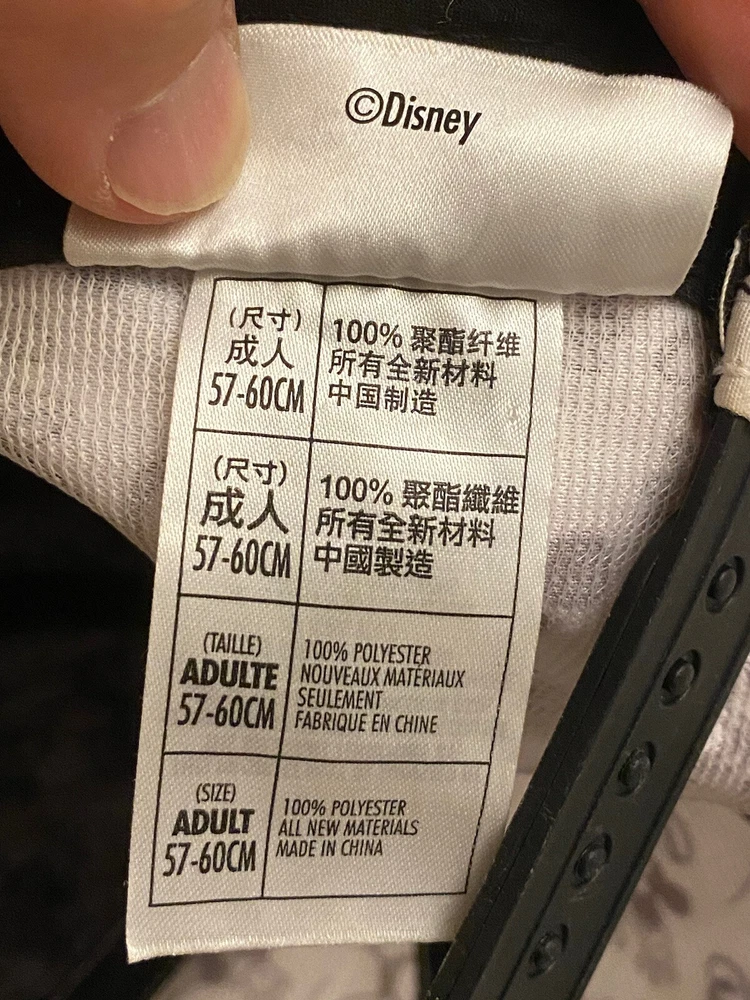 ©Disney
(尺寸)
成人
57-60CM
100% 聚酯纤维
所有全新材料
中国制造
(尺寸)
成人
57-60CM
100% 聚酯纖維
所有全新材料
中國製造
(TAILLE)
ADULTE
57-60CM
100% POLYESTER
NOUVEAUX MATÉRIAUX
SEULEMENT
FABRIQUE EN CHINE
(SIZE)
ADULT
57-60CM
100% POLYESTER
ALL NEW MATERIALS
MADE IN CHINA